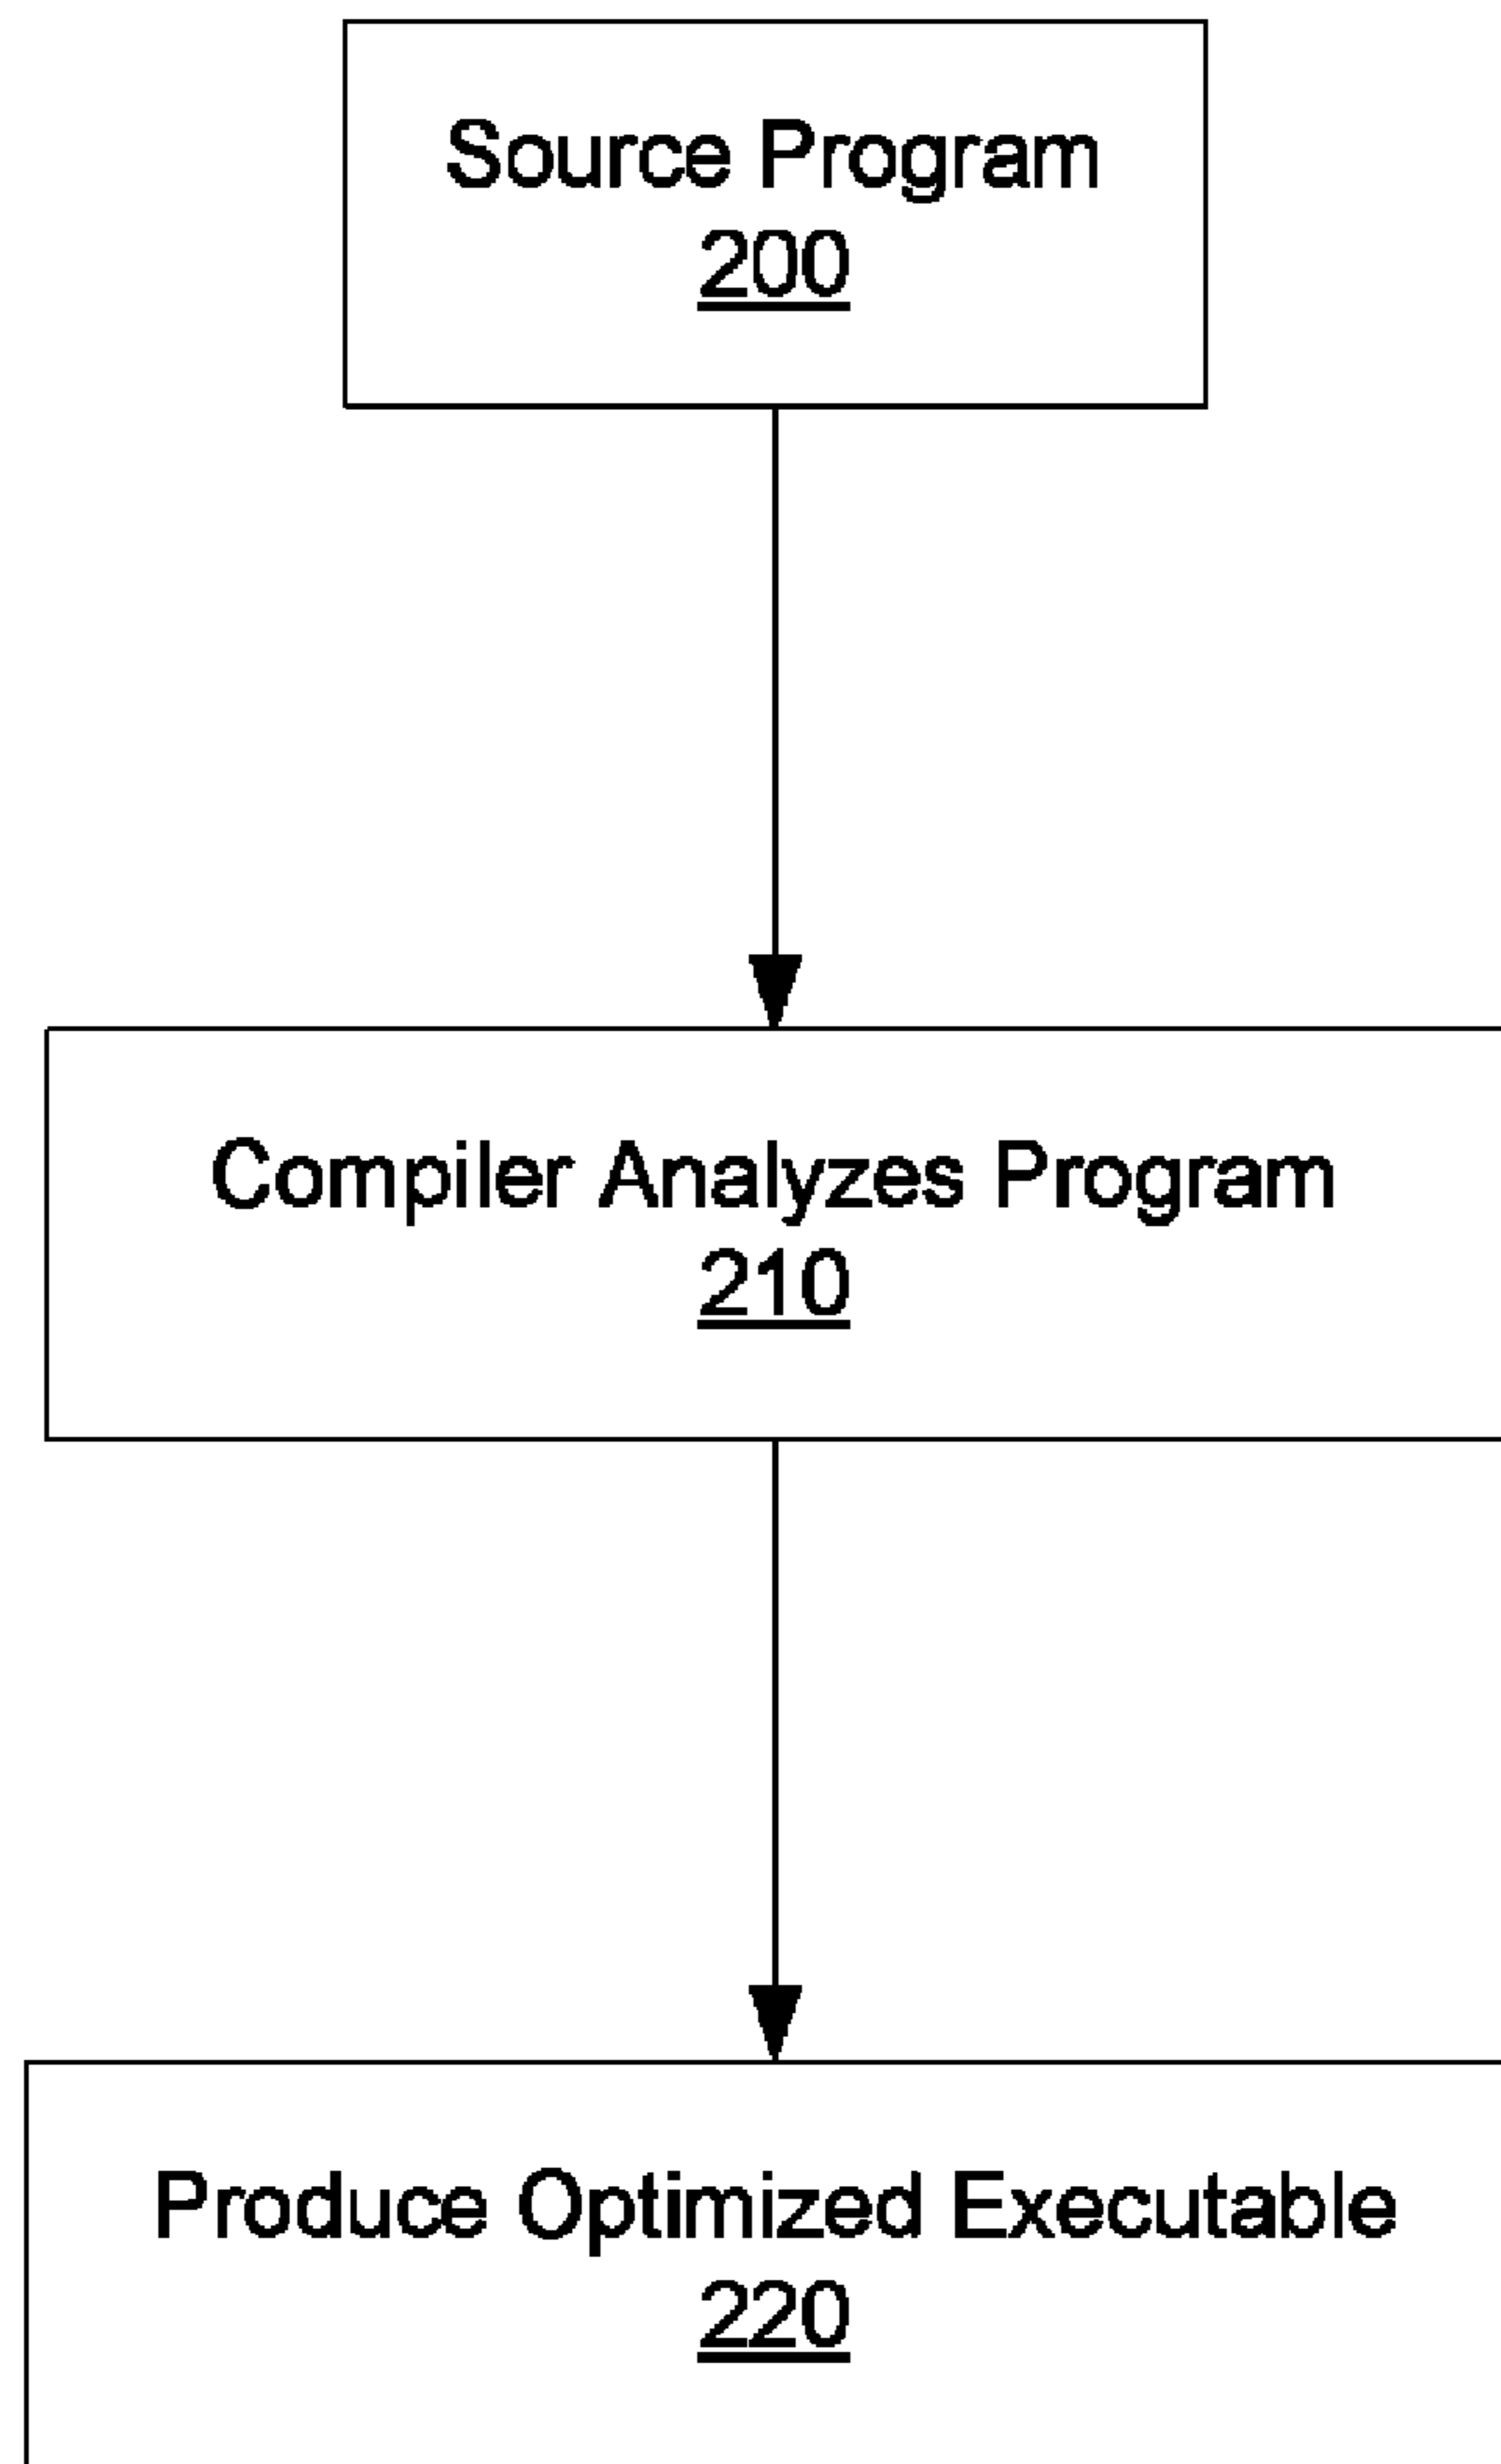 Source Program
200
Compiler Analyzes Program
210
Produce Optimized Executable
220